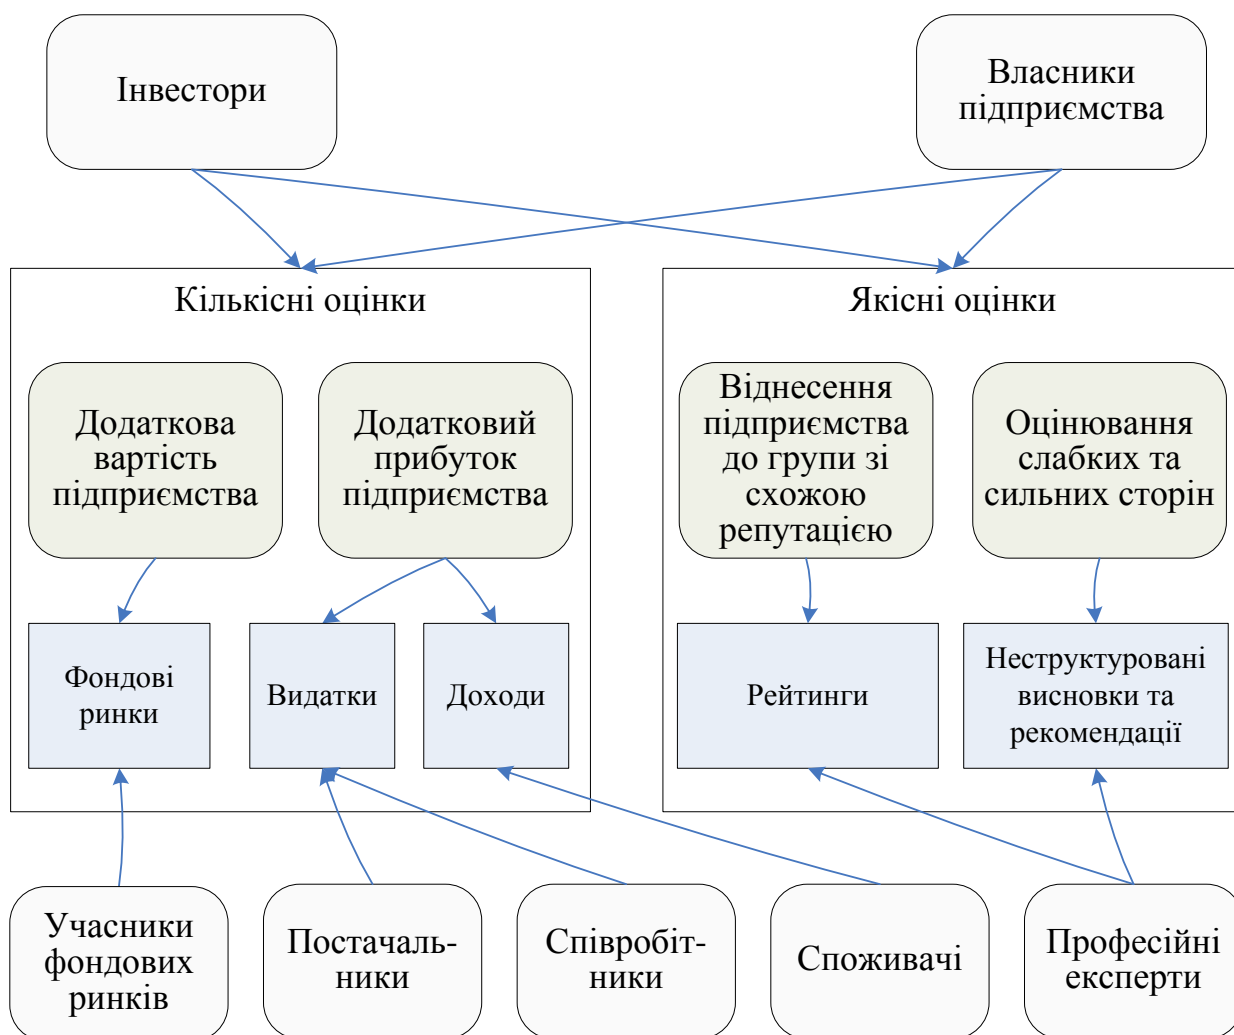 Інвестори
Власники
підприємства
Кількісні оцінки
Якісні оцінки
Додаткова
вартість
підприємства
Додатковий
прибуток
підприємства
Віднесення
підприємства
до групи зі
схожою
репутацією
Оцінювання
слабких та
сильних сторін
Фондові
ринки
Видатки
Доходи
Рейтинги
Неструктуровані
висновки та
рекомендації
Учасники
фондових
ринків
Постачаль-
ники
Співробіт-
ники
Споживачі
Професійні
експерти